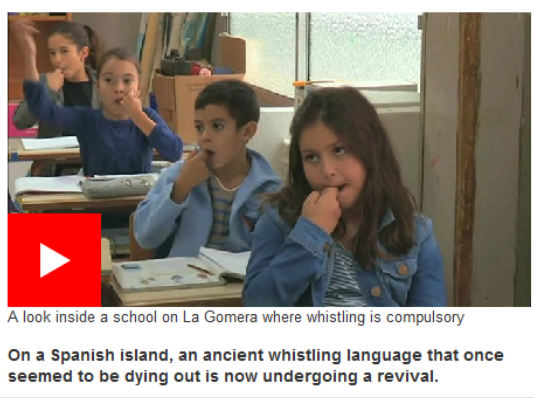 A look inside a school on La Gomera where whistling is compulsory
On a Spanish island, an ancient whistling language that once
seemed to be dying out is now undergoing a revival.